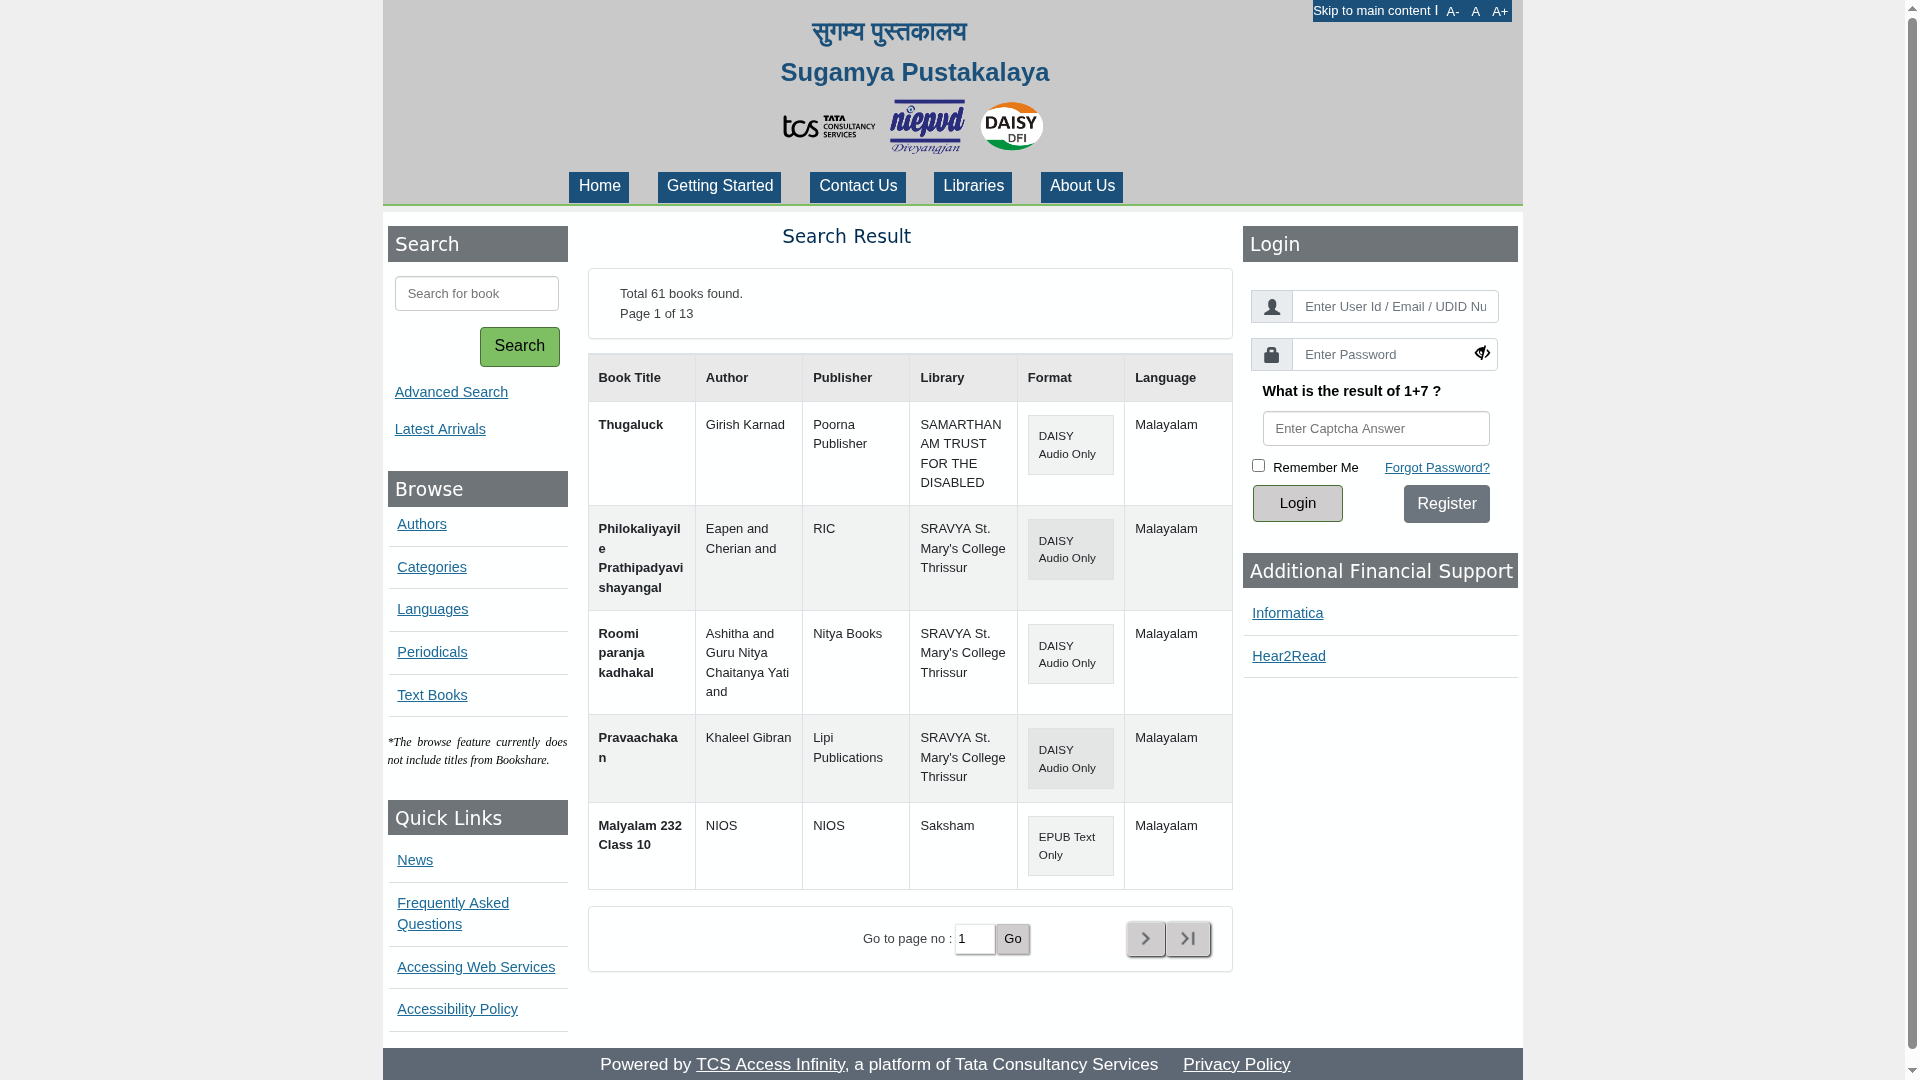 Skip to main content I A- A A+
सुगम्य पुस्तकालय
Sugamya Pustakalaya
tcs TATA CONSULTANCY SERVICES
niepvd Divyangjan
DAISY DFI
Home Getting Started Contact Us Libraries About Us
Search
Search for book
Search
Advanced Search
Latest Arrivals
Browse
Authors
Categories
Languages
Periodicals
Text Books
*The browse feature currently does
not include titles from Bookshare.
Quick Links
News
Frequently Asked
Questions
Accessing Web Services
Accessibility Policy
Search Result
Total 61 books found.
Page 1 of 13
Book Title Author Publisher Library Format Language
Thugaluck Girish Karnad Poorna SAMARTHAN DAISY Malayalam
Publisher AM TRUST Audio Only
FOR THE
DISABLED
Philokaliyayil Eapen and RIC SRAVYA St. DAISY Malayalam
e Cherian and Mary's College Audio Only
Prathipadyavi Thrissur
shayangal
Roomi Ashitha and Nitya Books SRAVYA St. DAISY Malayalam
paranja Guru Nitya Mary's College Audio Only
kadhakal Chaitanya Yati Thrissur
and
Pravaachaka Khaleel Gibran Lipi SRAVYA St. DAISY Malayalam
n Publications Mary's College Audio Only
Thrissur
Malyalam 232 NIOS NIOS Saksham EPUB Text Malayalam
Class 10 Only
Go to page no : 1 Go
Login
Enter User Id / Email / UDID Nu
Enter Password
What is the result of 1+7 ?
Enter Captcha Answer
Remember Me Forgot Password?
Login Register
Additional Financial Support
Informatica
Hear2Read
Powered by TCS Access Infinity, a platform of Tata Consultancy Services Privacy Policy